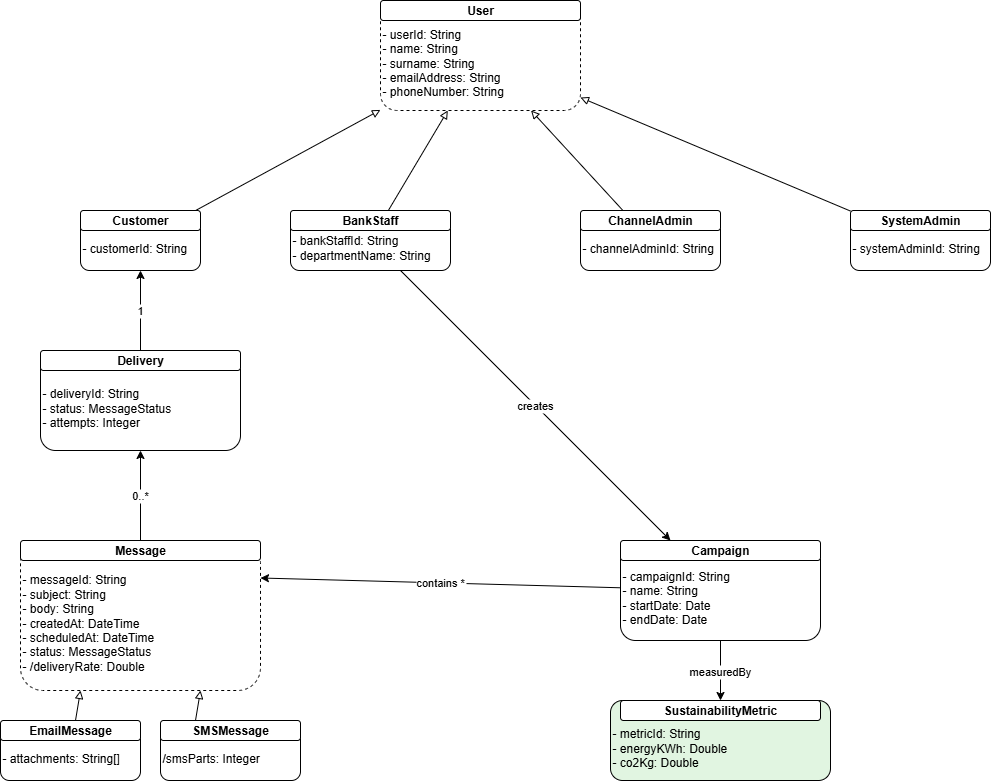 User
- userId: String
- name: String
- surname: String
- emailAddress: String
- phoneNumber: String
Customer
- customerId: String
BankStaff
- bankStaffId: String
- departmentName: String
ChannelAdmin
- channelAdminId: String
SystemAdmin
- systemAdminId: String
1
Delivery
- deliveryId: String
- status: MessageStatus
- attempts: Integer
creates
0..*
Message
- messageId: String
- subject: String
- body: String
- createdAt: DateTime
- scheduledAt: DateTime
- status: MessageStatus
- /deliveryRate: Double
contains *
Campaign
- campaignId: String
- name: String
- startDate: Date
- endDate: Date
measuredBy
EmailMessage
- attachments: String[]
SMSMessage
/smsParts: Integer
SustainabilityMetric
- metricId: String
- energyKWh: Double
- co2Kg: Double